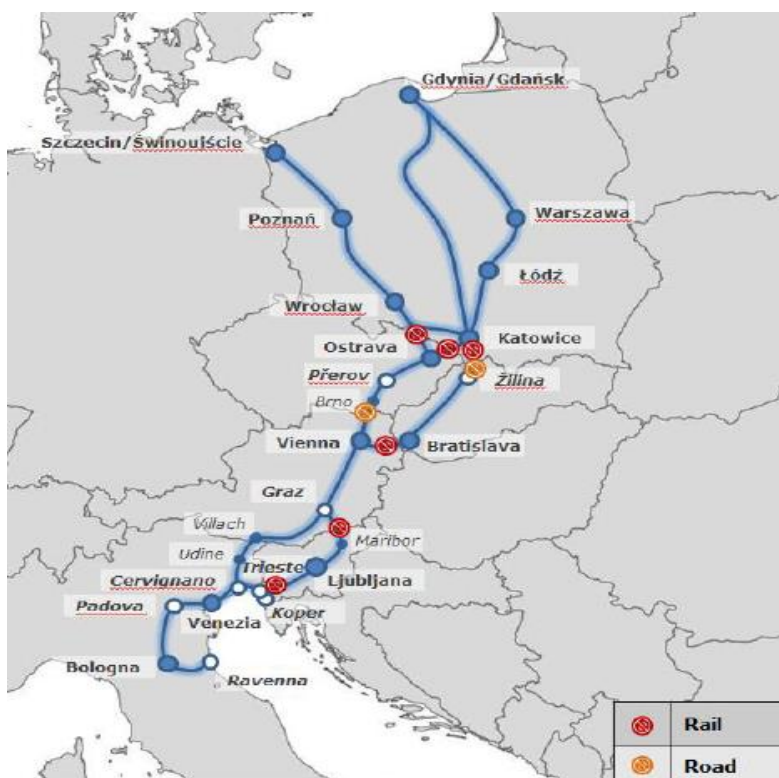 Gdynia/Gdańsk
Szczecin/Świnoujście
Poznań
Warszawa
Łódź
Wrocław
Katowice
Ostrava
Přerov
Žilina
Brno
Vienna
Bratislava
Graz
Villach
Maribor
Udine
Trieste
Ljubljana
Cervignano
Padova
Koper
Venezia
Bologna
Ravenna
Rail
Road